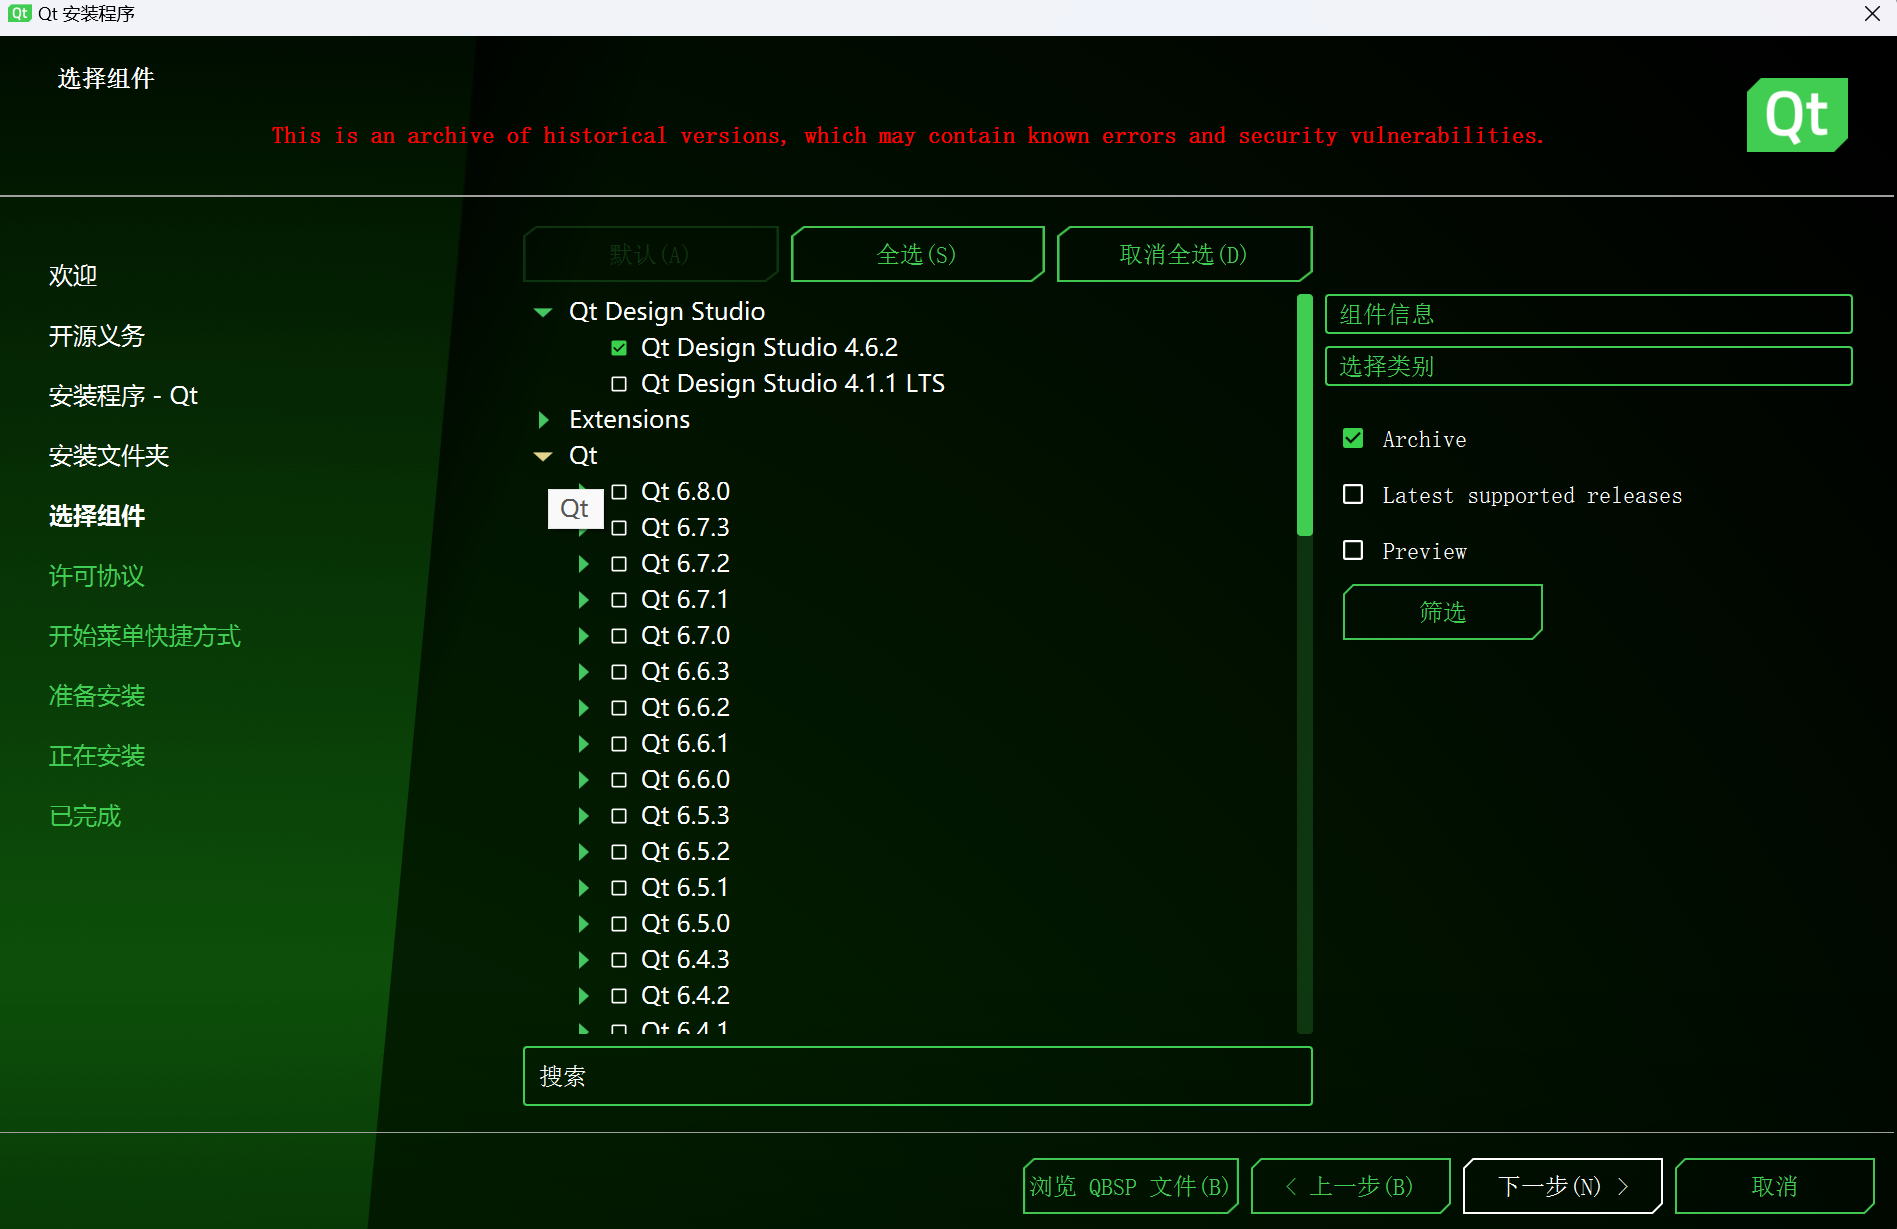 Qt 安装程序
选择组件
This is an archive of historical versions, which may contain known errors and security vulnerabilities.
Qt
欢迎
开源义务
安装程序 - Qt
安装文件夹
选择组件
许可协议
开始菜单快捷方式
准备安装
正在安装
已完成
默认(A)
全选(S)
取消全选(D)
Qt Design Studio
Qt Design Studio 4.6.2
Qt Design Studio 4.1.1 LTS
Extensions
Qt
Qt 6.8.0
Qt
Qt 6.7.3
Qt 6.7.2
Qt 6.7.1
Qt 6.7.0
Qt 6.6.3
Qt 6.6.2
Qt 6.6.1
Qt 6.6.0
Qt 6.5.3
Qt 6.5.2
Qt 6.5.1
Qt 6.5.0
Qt 6.4.3
Qt 6.4.2
Qt 6.4.1
搜索
组件信息
选择类别
Archive
Latest supported releases
Preview
筛选
浏览 QBSP 文件(B)
< 上一步(B)
下一步(N) >
取消